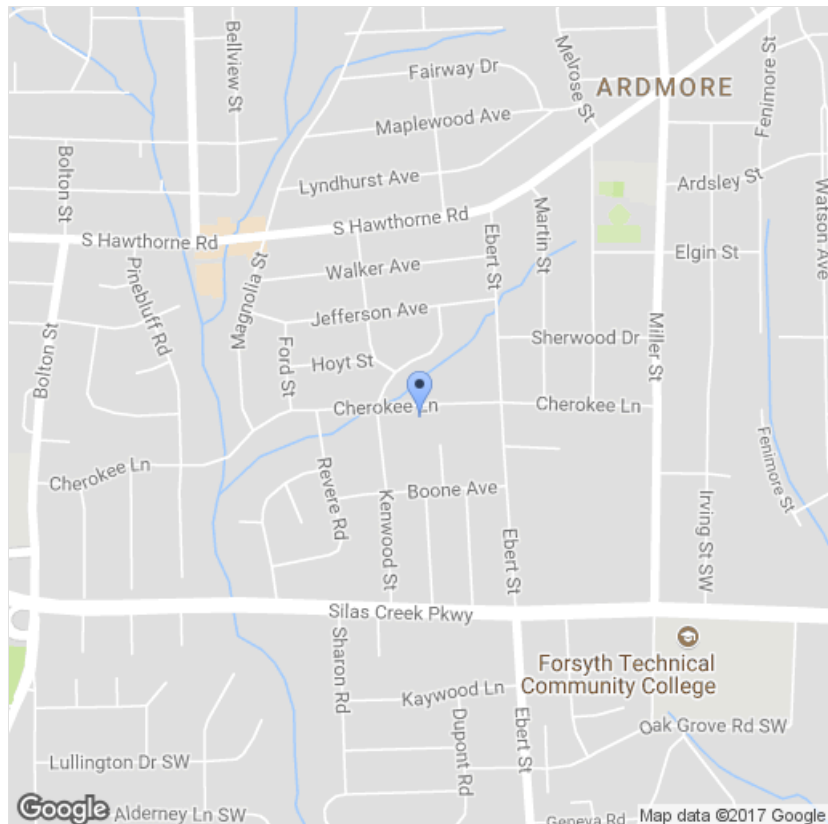 Bellview St
Fairway Dr
Melrose St
Fenimore St
ARDMORE
Maplewood Ave
Bolton St
Lyndhurst Ave
Ardsley St
Watson Ave
S Hawthorne Rd
S Hawthorne Rd
Martin St
Pinebluff Rd
Magnolia St
Walker Ave
Ebert St
Elgin St
Jefferson Ave
Bolton St
Ford St
Hoyt St
Sherwood Dr
Miller St
Cherokee Ln
Cherokee Ln
Cherokee Ln
Revere Rd
Kenwood St
Boone Ave
Fenimore St
Irving St SW
Ebert St
Silas Creek Pkwy
Sharon Rd
Forsyth Technical
Community College
Kaywood Ln
Dupont Rd
Ebert St
Oak Grove Rd SW
Lullington Dr SW
Google
Alderney Ln SW
Geneva Rd
Map data ©2017 Google